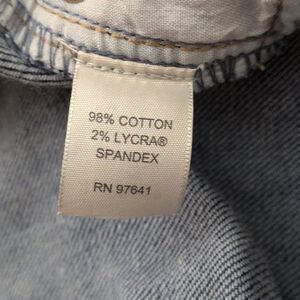 98% COTTON
2% LYCRA®
SPANDEX
RN 97641